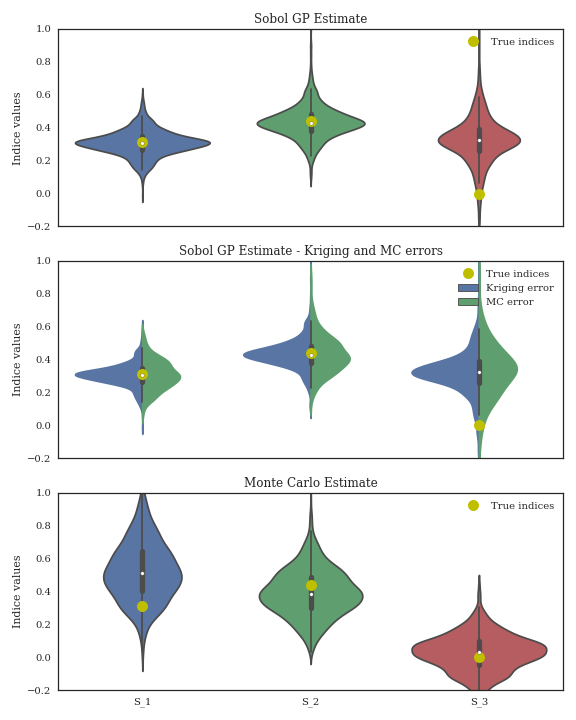 Sobol GP Estimate
1.0
0.8
0.6
0.4
0.2
0.0
−0.2
Indice values
True indices
Sobol GP Estimate - Kriging and MC errors
1.0
0.8
0.6
0.4
0.2
0.0
−0.2
Indice values
True indices
Kriging error
MC error
Monte Carlo Estimate
1.0
0.8
0.6
0.4
0.2
0.0
−0.2
Indice values
True indices
S_1 S_2 S_3